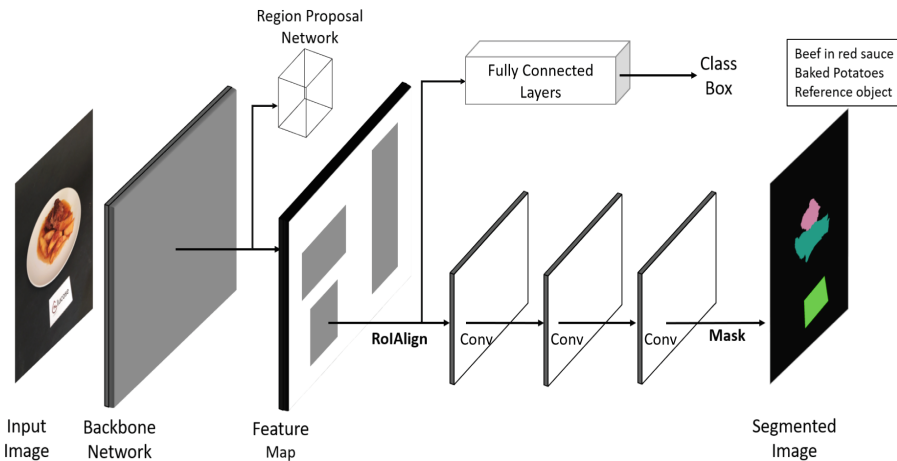 Region Proposal
Network
Fully Connected
Layers
Class
Box
Beef in red sauce
Baked Potatoes
Reference object
RoIAlign
Conv
Conv
Conv
Mask
Input
Image
Backbone
Network
Feature
Map
Segmented
Image